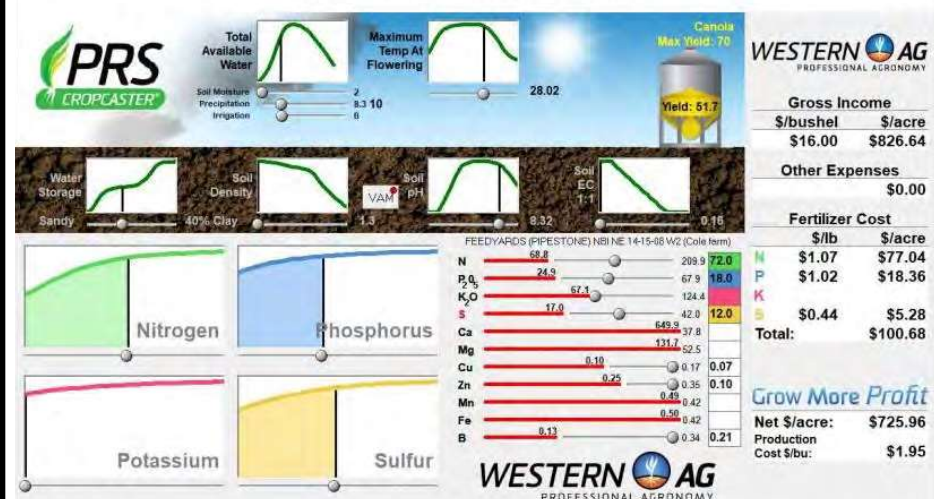 PRS
CROPCASTER®
Total
Available
Water
Soil Moisture 2
Precipitation 8.3 10
Irrigation 6
Maximum
Temp At
Flowering
28.02
Canola
Max Yield: 70
Yield: 51.7
Water
Storage
Sandy 40% Clay
Soil
Density
1.3
VAM
Soil
pH
8.32
Soil
EC
1:1
0.16
Nitrogen
Phosphorus
Potassium
Sulfur
FEEDYARDS (PIPESTONE) NBI NE 14-15-08 W2 (Cole farm)
N 68.8 209.9 72.0
P2O5 24.9 67.9 18.0
K2O 67.1 124.4
S 17.0 42.0 12.0
Ca 649.9 37.8
Mg 131.7 52.5
Cu 0.10 0.17 0.07
Zn 0.25 0.35 0.10
Mn 0.49 0.42
Fe 0.50 0.42
B 0.13 0.34 0.21
WESTERN AG
PROFESSIONAL AGRONOMY
WESTERN AG
PROFESSIONAL AGRONOMY
Gross Income
$/bushel $/acre
$16.00 $826.64
Other Expenses
$0.00
Fertilizer Cost
$/lb $/acre
N $1.07 $77.04
P $1.02 $18.36
K
S $0.44 $5.28
Total: $100.68
Grow More Profit
Net $/acre: $725.96
Production
Cost $/bu: $1.95